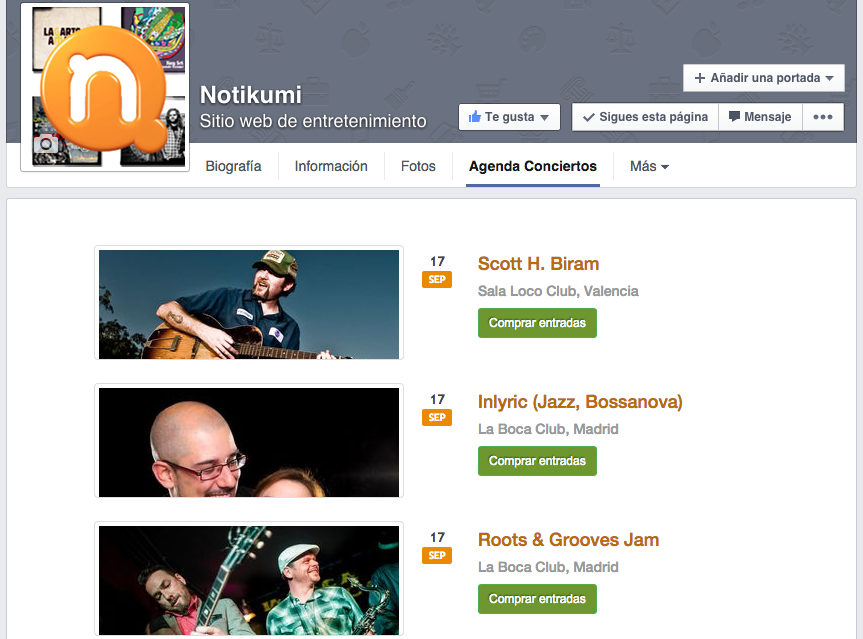 LA ARTE
n
+ Añadir una portada
Notikumi
Sitio web de entretenimiento
Te gusta
Sigues esta página
Mensaje
•••
Biografía
Información
Fotos
Agenda Conciertos
Más
17
SEP
Scott H. Biram
Sala Loco Club, Valencia
Comprar entradas
17
SEP
Inlyric (Jazz, Bossanova)
La Boca Club, Madrid
Comprar entradas
17
SEP
Roots & Grooves Jam
La Boca Club, Madrid
Comprar entradas